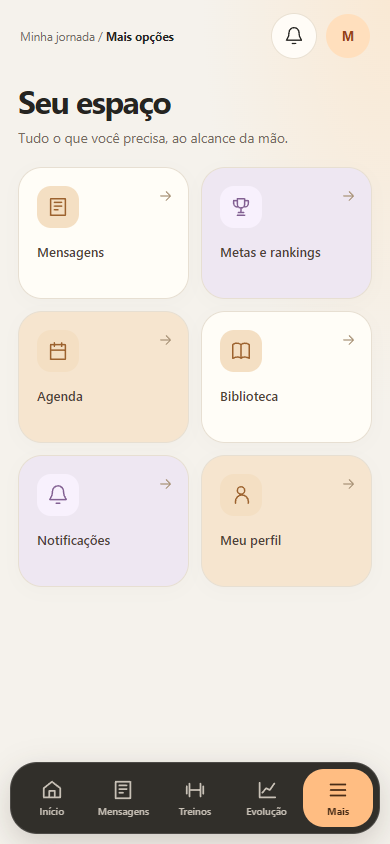 Minha jornada / Mais opções
M
Seu espaço
Tudo o que você precisa, ao alcance da mão.
Mensagens
Metas e rankings
Agenda
Biblioteca
Notificações
Meu perfil
Início
Mensagens
Treinos
Evolução
Mais